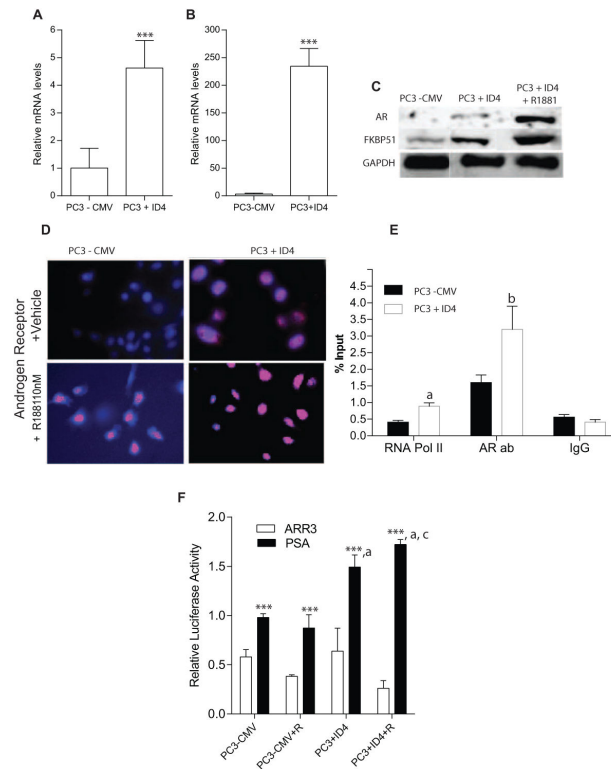 A
Relative mRNA levels
6
5
4
3
2
1
0
***
PC3 - CMV
PC3 + ID4
B
Relative mRNA levels
300
250
200
150
100
50
0
***
PC3-CMV
PC3+ID4
C
PC3 -CMV
PC3 + ID4
PC3 + ID4
+ R1881
AR
FKBP51
GAPDH
D
PC3 - CMV
PC3 + ID4
Androgen Receptor
+Vehicle
+ R188110nM
E
PC3 -CMV
PC3 + ID4
% Input
4.5
4.0
3.5
3.0
2.5
2.0
1.5
1.0
0.5
a
b
RNA Pol II
AR ab
IgG
F
ARR3
PSA
Relative Luciferase Activity
2.0
1.5
1.0
0.5
0.0
***
***
***,a
***, a, c
PC3-CMV
PC3-CMV+R
PC3+ID4
PC3+ID4+R